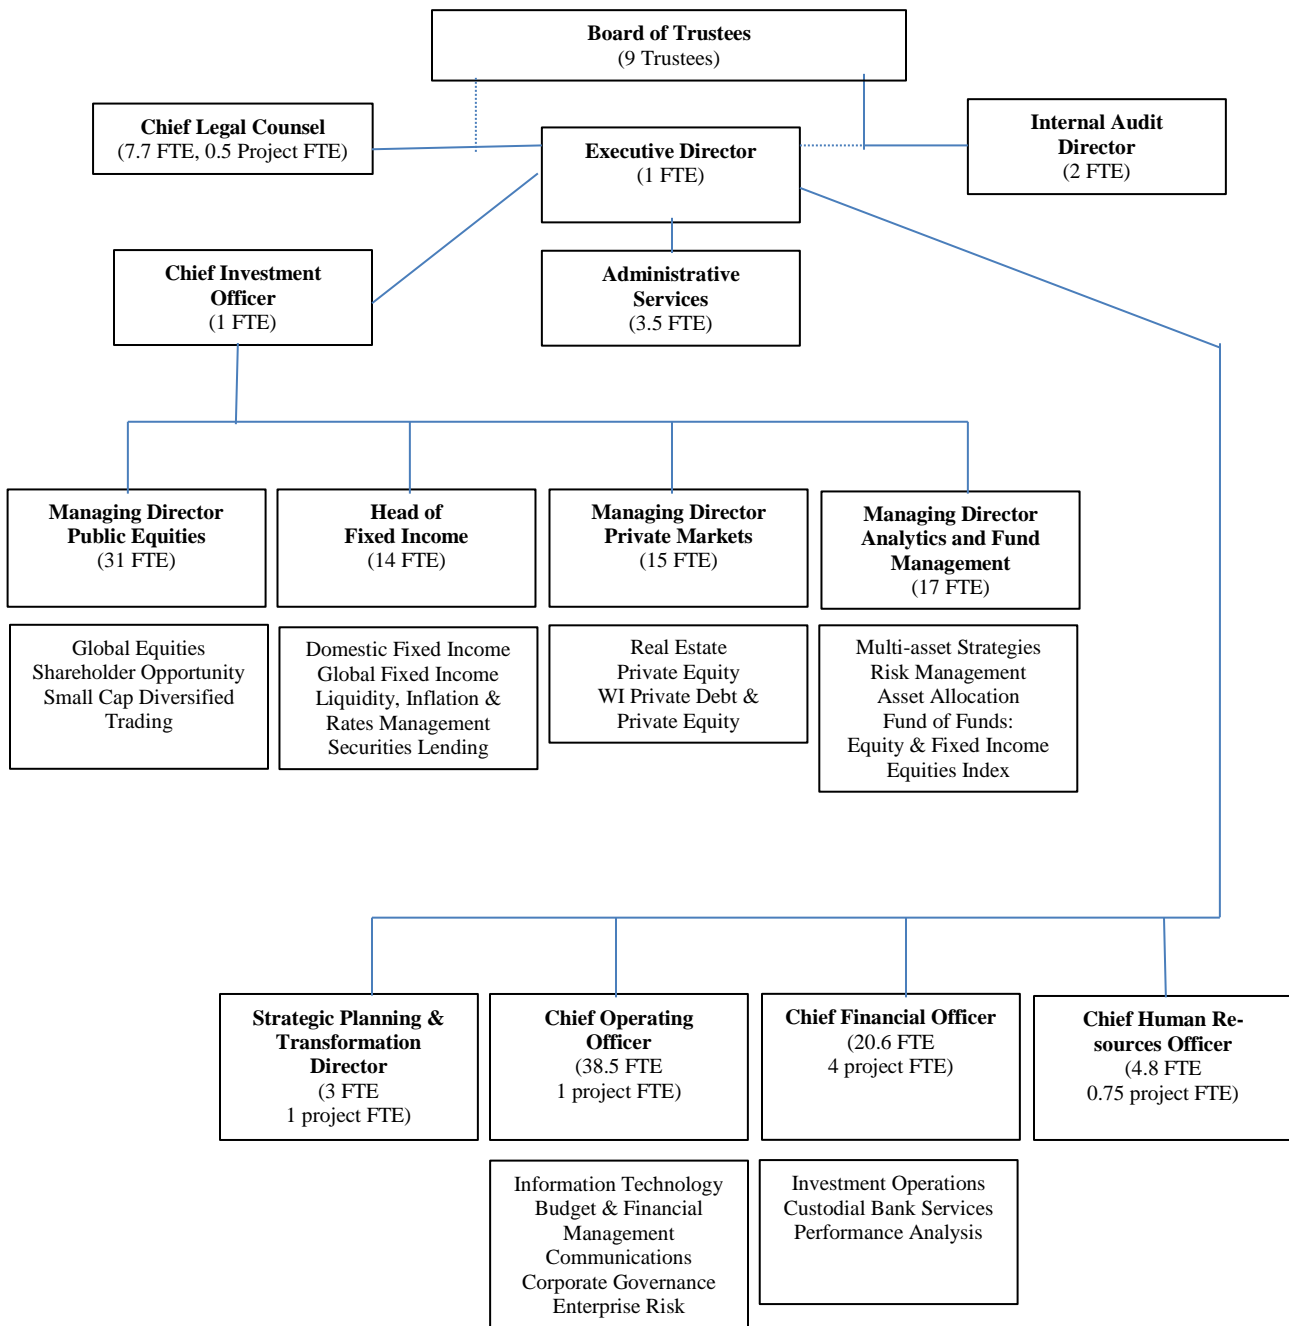 Board of Trustees
(9 Trustees)
Chief Legal Counsel
(7.7 FTE, 0.5 Project FTE)
Executive Director
(1 FTE)
Internal Audit
Director
(2 FTE)
Chief Investment
Officer
(1 FTE)
Administrative
Services
(3.5 FTE)
Managing Director
Public Equities
(31 FTE)
Head of
Fixed Income
(14 FTE)
Managing Director
Private Markets
(15 FTE)
Managing Director
Analytics and Fund
Management
(17 FTE)
Global Equities
Shareholder Opportunity
Small Cap Diversified
Trading
Domestic Fixed Income
Global Fixed Income
Liquidity, Inflation &
Rates Management
Securities Lending
Real Estate
Private Equity
WI Private Debt &
Private Equity
Multi-asset Strategies
Risk Management
Asset Allocation
Fund of Funds:
Equity & Fixed Income
Equities Index
Strategic Planning &
Transformation
Director
(3 FTE
1 project FTE)
Chief Operating
Officer
(38.5 FTE
1 project FTE)
Chief Financial Officer
(20.6 FTE
4 project FTE)
Chief Human Re-
sources Officer
(4.8 FTE
0.75 project FTE)
Information Technology
Budget & Financial
Management
Communications
Corporate Governance
Enterprise Risk
Investment Operations
Custodial Bank Services
Performance Analysis